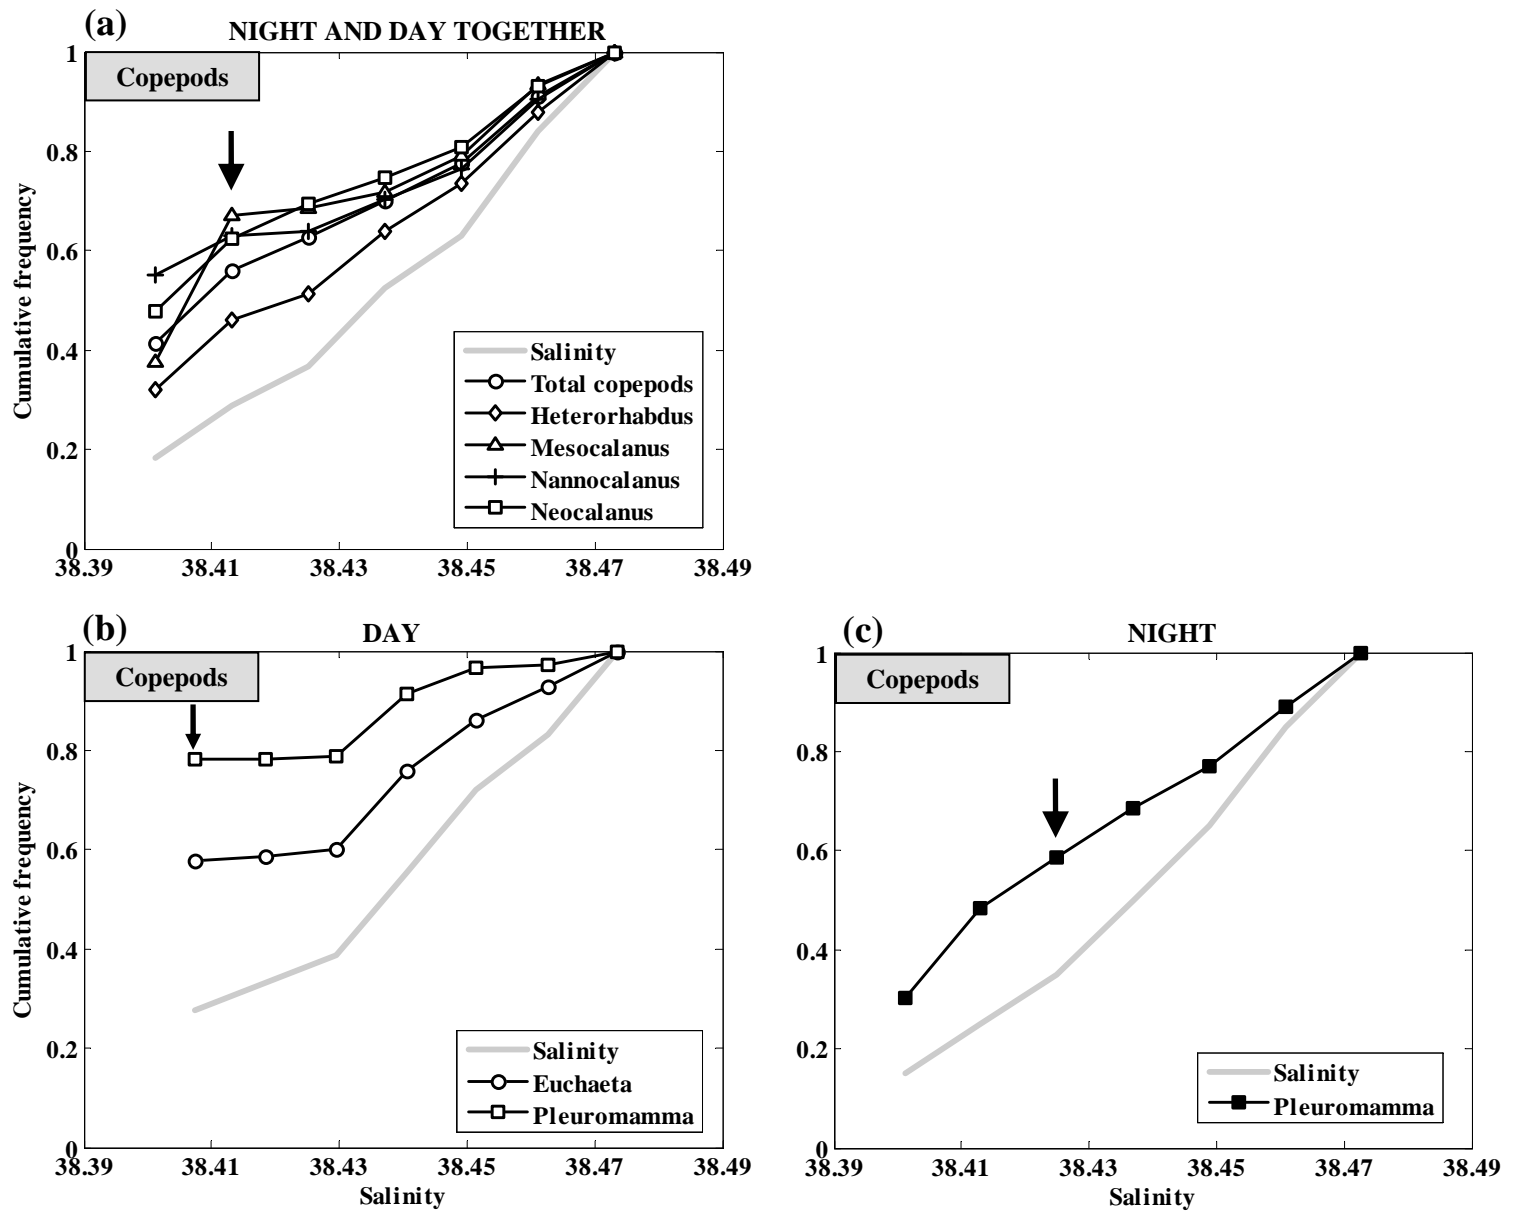 (a)
NIGHT AND DAY TOGETHER
Copepods
1
0.8
0.6
0.4
0.2
0
Cumulative frequency
Salinity
Total copepods
Heterorhabdus
Mesocalanus
Nannocalanus
Neocalanus
38.39 38.41 38.43 38.45 38.47 38.49
(b)
DAY
Copepods
1
0.8
0.6
0.4
0.2
0
Cumulative frequency
Salinity
Euchaeta
Pleuromamma
38.39 38.41 38.43 38.45 38.47 38.49
Salinity
(c)
NIGHT
Copepods
1
0.8
0.6
0.4
0.2
0
Salinity
Pleuromamma
38.39 38.41 38.43 38.45 38.47 38.49
Salinity